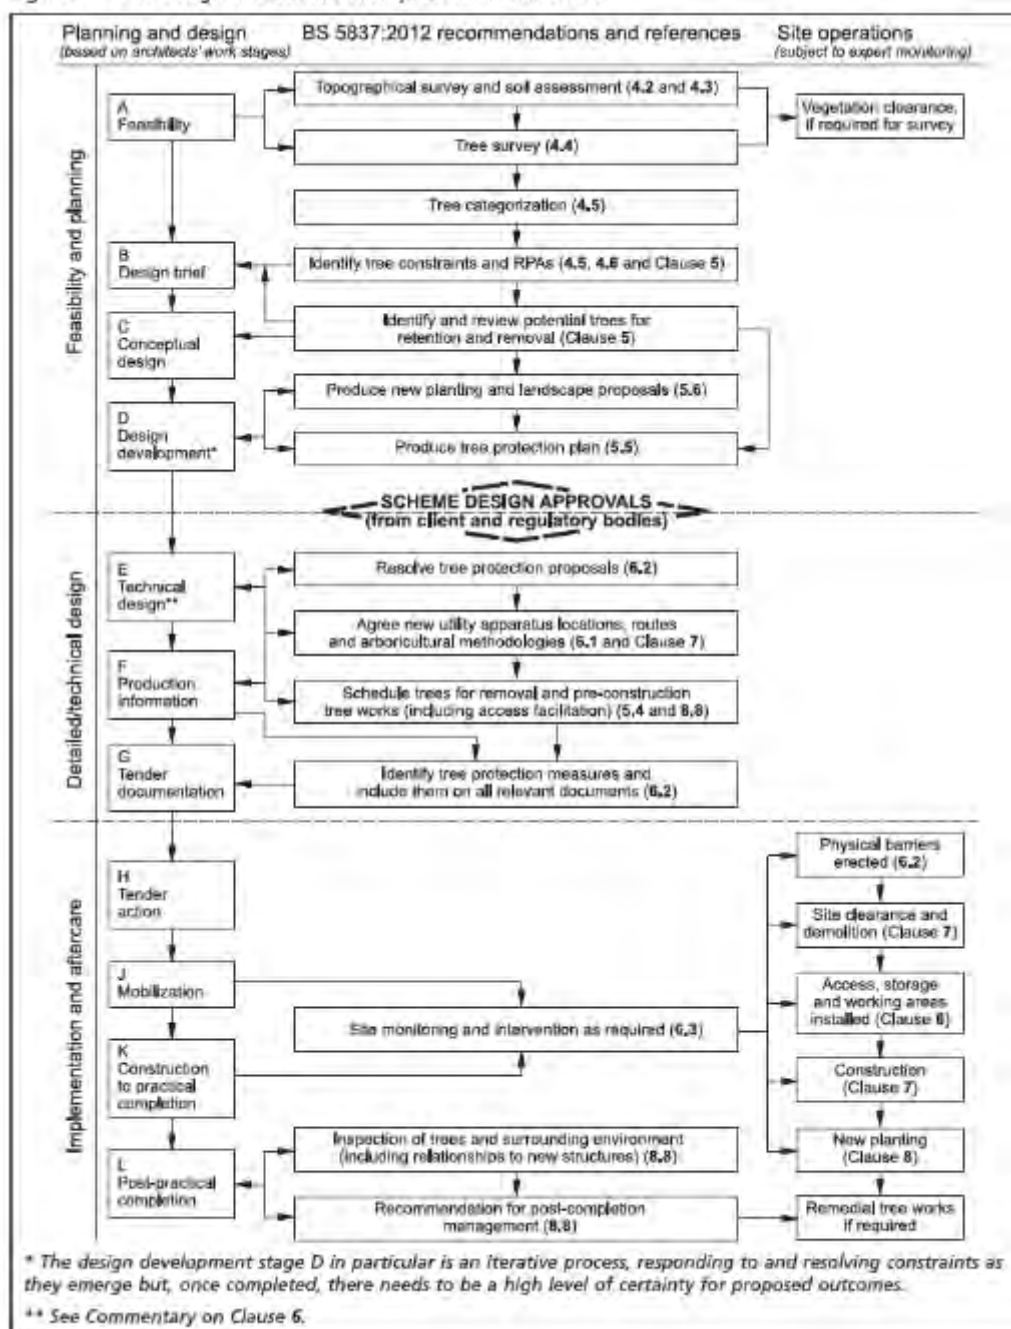 Planning and design
(based on architects' work stages)
BS 5837:2012 recommendations and references
Site operations
(subject to expert monitoring)
Feasibility and planning
A
Feasibility
Topographical survey and soil assessment (4.2 and 4.3)
Vegetation clearance,
if required for survey
Tree survey (4.4)
Tree categorization (4.5)
B
Design brief
Identify tree constraints and RPAs (4.5, 4.6 and Clause 5)
C
Conceptual
design
Identify and review potential trees for
retention and removal (Clause 5)
Produce new planting and landscape proposals (5.6)
D
Design
development*
Produce tree protection plan (5.5)
SCHEME DESIGN APPROVALS
(from client and regulatory bodies)
Detailed/technical design
E
Technical
design**
Resolve tree protection proposals (6.2)
Agree new utility apparatus locations, routes
and arboricultural methodologies (6.1 and Clause 7)
F
Production
information
Schedule trees for removal and pre-construction
tree works (including access facilitation) (5.4 and 8.8)
G
Tender
documentation
Identify tree protection measures and
include them on all relevant documents (6.2)
Implementation and aftercare
H
Tender
action
Physical barriers
erected (6.2)
Site clearance and
demolition (Clause 7)
J
Mobilization
Access, storage
and working areas
installed (Clause 6)
Site monitoring and intervention as required (6.3)
K
Construction
to practical
completion
Construction
(Clause 7)
L
Post-practical
completion
Inspection of trees and surrounding environment
(including relationships to new structures) (8.8)
New planting
(Clause 8)
Recommendation for post-completion
management (8.8)
Remedial tree works
if required
* The design development stage D in particular is an iterative process, responding to and resolving constraints as
they emerge but, once completed, there needs to be a high level of certainty for proposed outcomes.
** See Commentary on Clause 6.